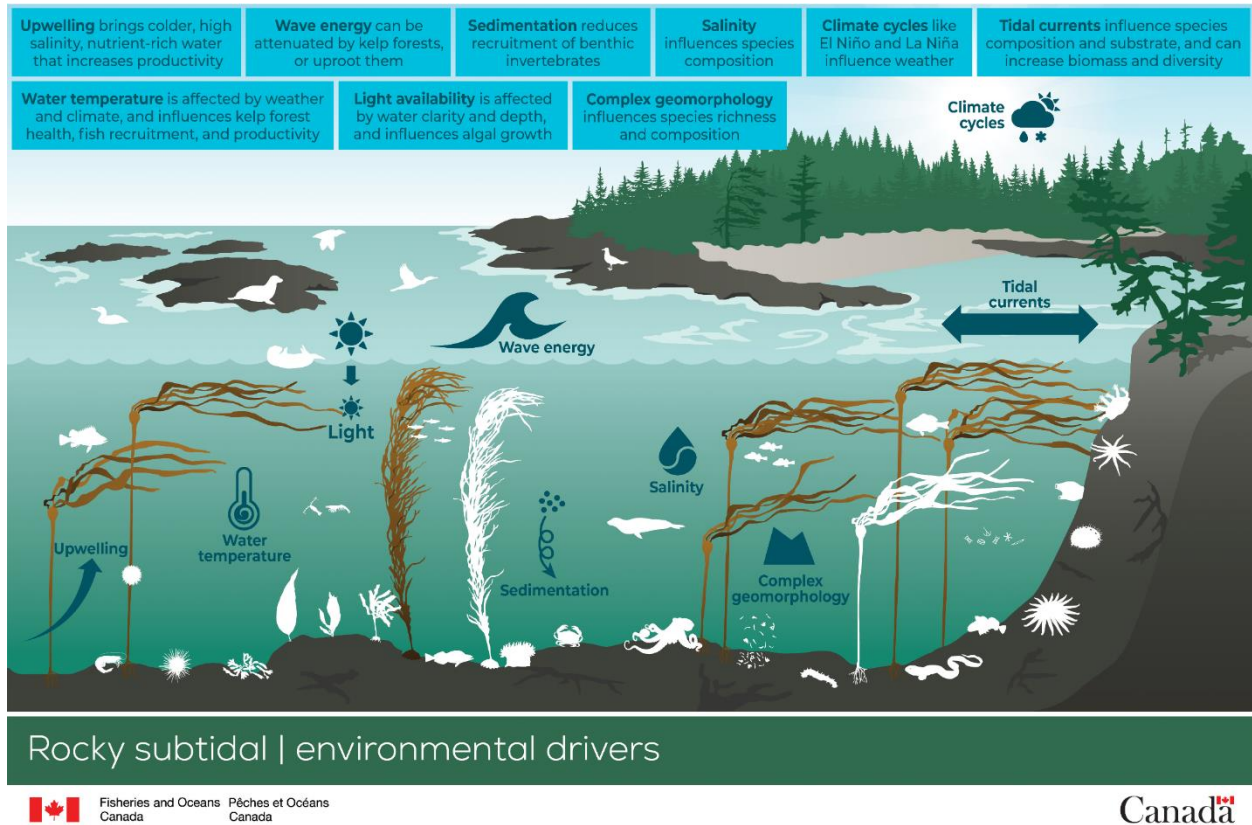 Upwelling brings colder, high
salinity, nutrient-rich water
that increases productivity
Wave energy can be
attenuated by kelp forests,
or uproot them
Sedimentation reduces
recruitment of benthic
invertebrates
Salinity
influences species
composition
Climate cycles like
El Niño and La Niña
influence weather
Tidal currents influence species
composition and substrate, and can
increase biomass and diversity
Water temperature is affected by weather
and climate, and influences kelp forest
health, fish recruitment, and productivity
Light availability is affected
by water clarity and depth,
and influences algal growth
Complex geomorphology
influences species richness
and composition
Climate
cycles
Tidal
currents
Wave energy
Light
Salinity
Water
temperature
Upwelling
Sedimentation
Complex
geomorphology
Rocky subtidal | environmental drivers
Fisheries and Oceans
Canada
Pêches et Océans
Canada
Canada